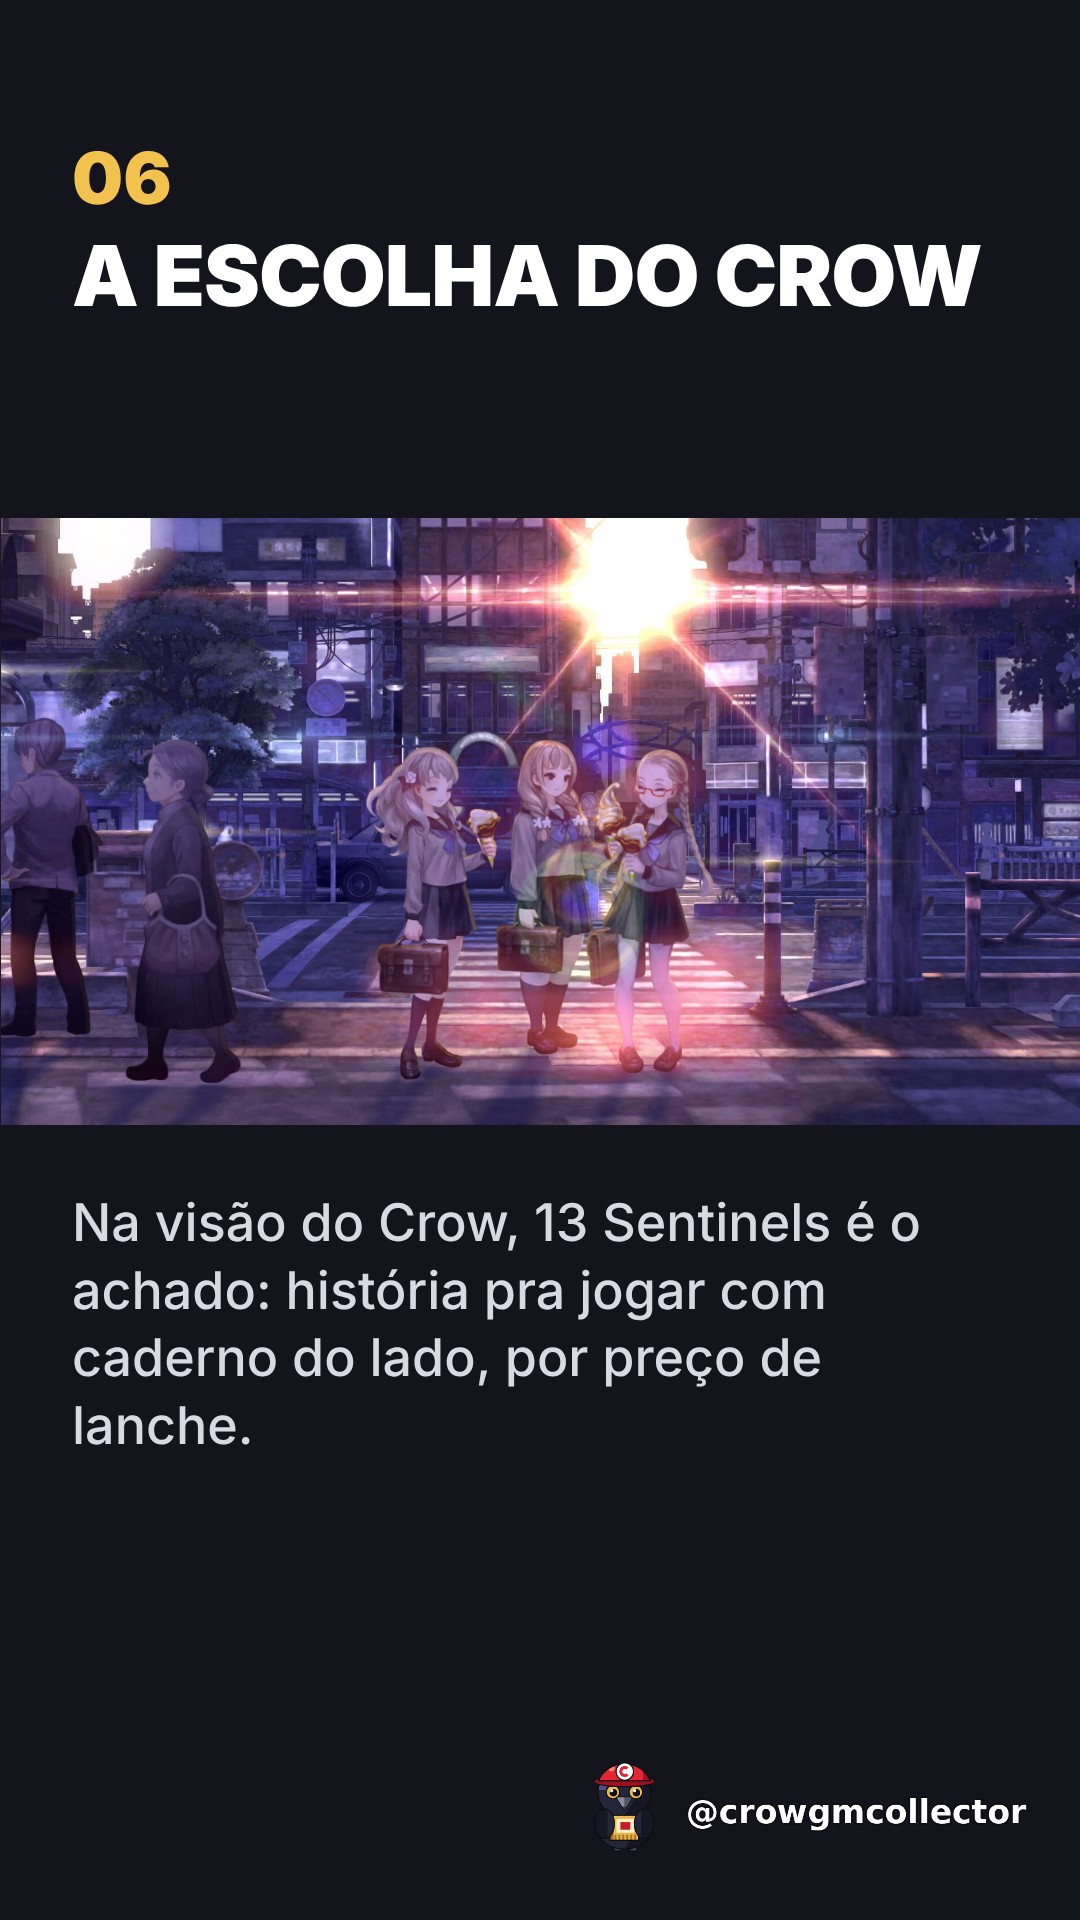 06
A ESCOLHA DO CROW
Na visão do Crow, 13 Sentinels é o
achado: história pra jogar com
caderno do lado, por preço de
lanche.
C
@crowgmcollector